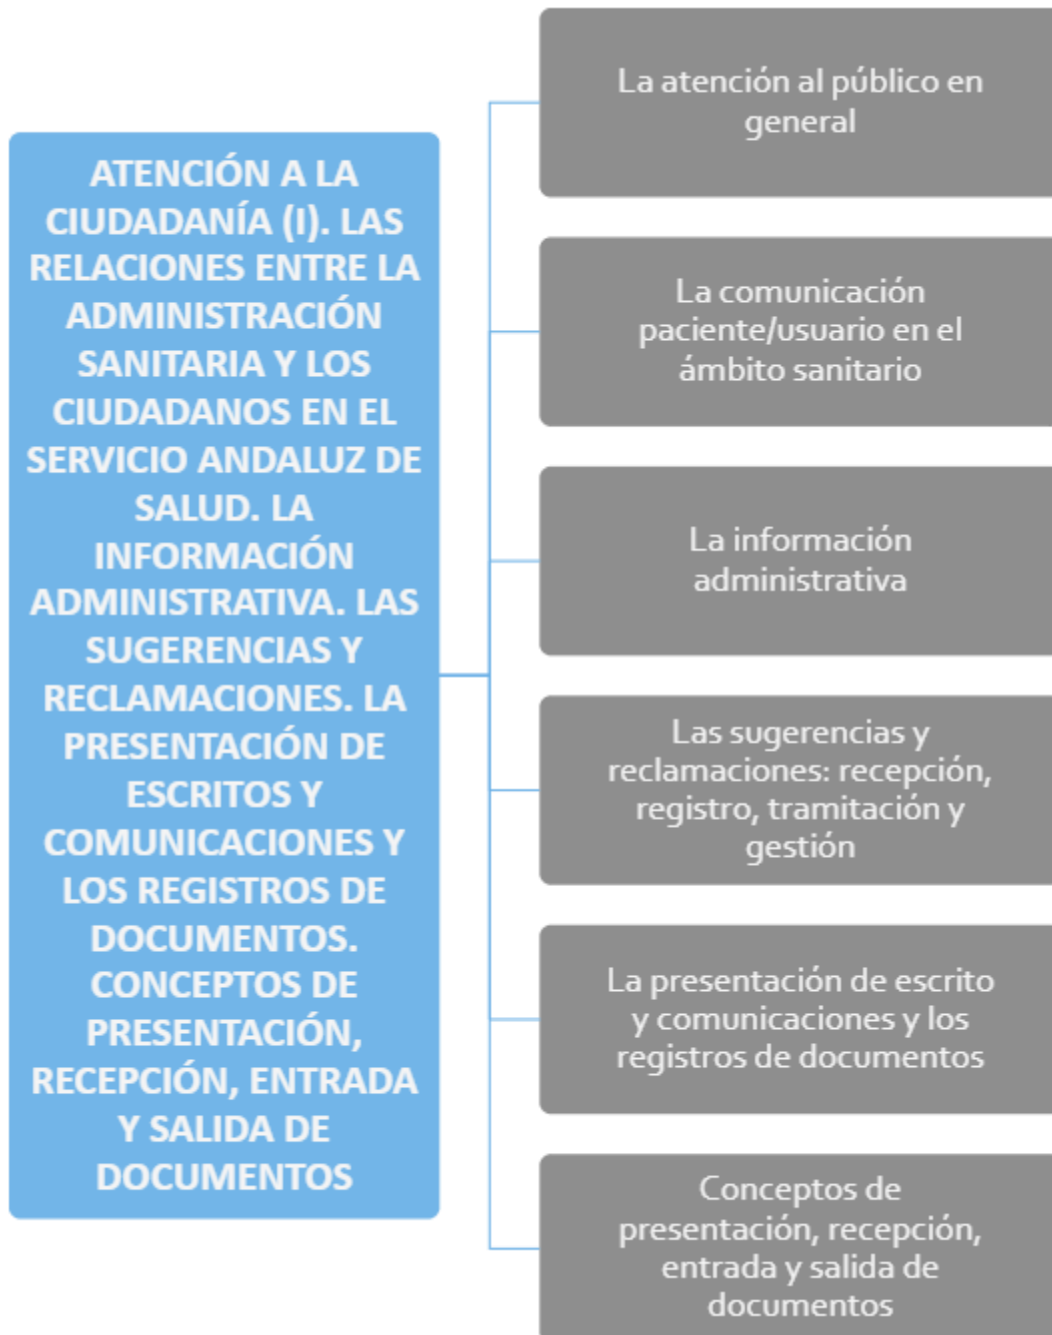 ATENCIÓN A LA
CIUDADANÍA (I). LAS
RELACIONES ENTRE LA
ADMINISTRACIÓN
SANITARIA Y LOS
CIUDADANOS EN EL
SERVICIO ANDALUZ DE
SALUD. LA
INFORMACIÓN
ADMINISTRATIVA. LAS
SUGERENCIAS Y
RECLAMACIONES. LA
PRESENTACIÓN DE
ESCRITOS Y
COMUNICACIONES Y
LOS REGISTROS DE
DOCUMENTOS.
CONCEPTOS DE
PRESENTACIÓN,
RECEPCIÓN, ENTRADA
Y SALIDA DE
DOCUMENTOS
La atención al público en
general
La comunicación
paciente/usuario en el
ámbito sanitario
La información
administrativa
Las sugerencias y
reclamaciones: recepción,
registro, tramitación y
gestión
La presentación de escrito
y comunicaciones y los
registros de documentos
Conceptos de
presentación, recepción,
entrada y salida de
documentos